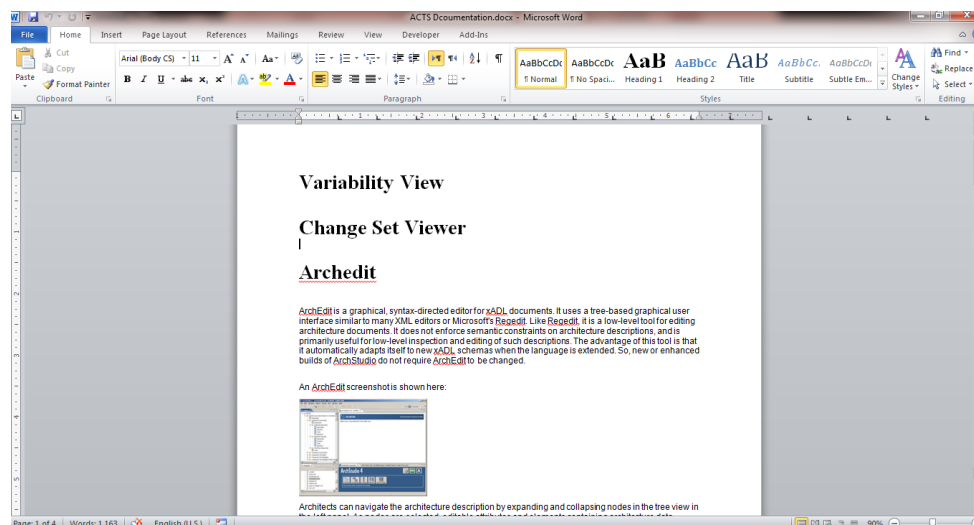 ACTS Dcoumentation.docx - Microsoft Word
File Home Insert Page Layout References Mailings Review View Developer Add-Ins
Cut
Copy
Format Painter
Paste
Clipboard
Arial (Body CS) 11
B I U abc x₂ x²
Font
Paragraph
AaBbCcDc AaBbCcDc AaB AaBbCc AaB AaBbCc. AaBbCcDt
¶ Normal ¶ No Spaci... Heading 1 Heading 2 Title Subtitle Subtle Em...
Change Styles
Styles
Find
Replace
Select
Editing
Variability View
Change Set Viewer
Archedit
ArchEdit is a graphical, syntax-directed editor for xADL documents. It uses a tree-based graphical user
interface similar to many XML editors or Microsoft's Regedit. Like Regedit, it is a low-level tool for editing
architecture documents. It does not enforce semantic constraints on architecture descriptions, and is
primarily useful for low-level inspection and editing of such descriptions. The advantage of this tool is that
it automatically adapts itself to new xADL schemas when the language is extended. So, new or enhanced
builds of ArchStudio do not require ArchEdit to be changed.
An ArchEdit screenshot is shown here:
ArchStudio 4
Architects can navigate the architecture description by expanding and collapsing nodes in the tree view in
Page: 1 of 4 Words: 1,163 English (U.S.) 90%